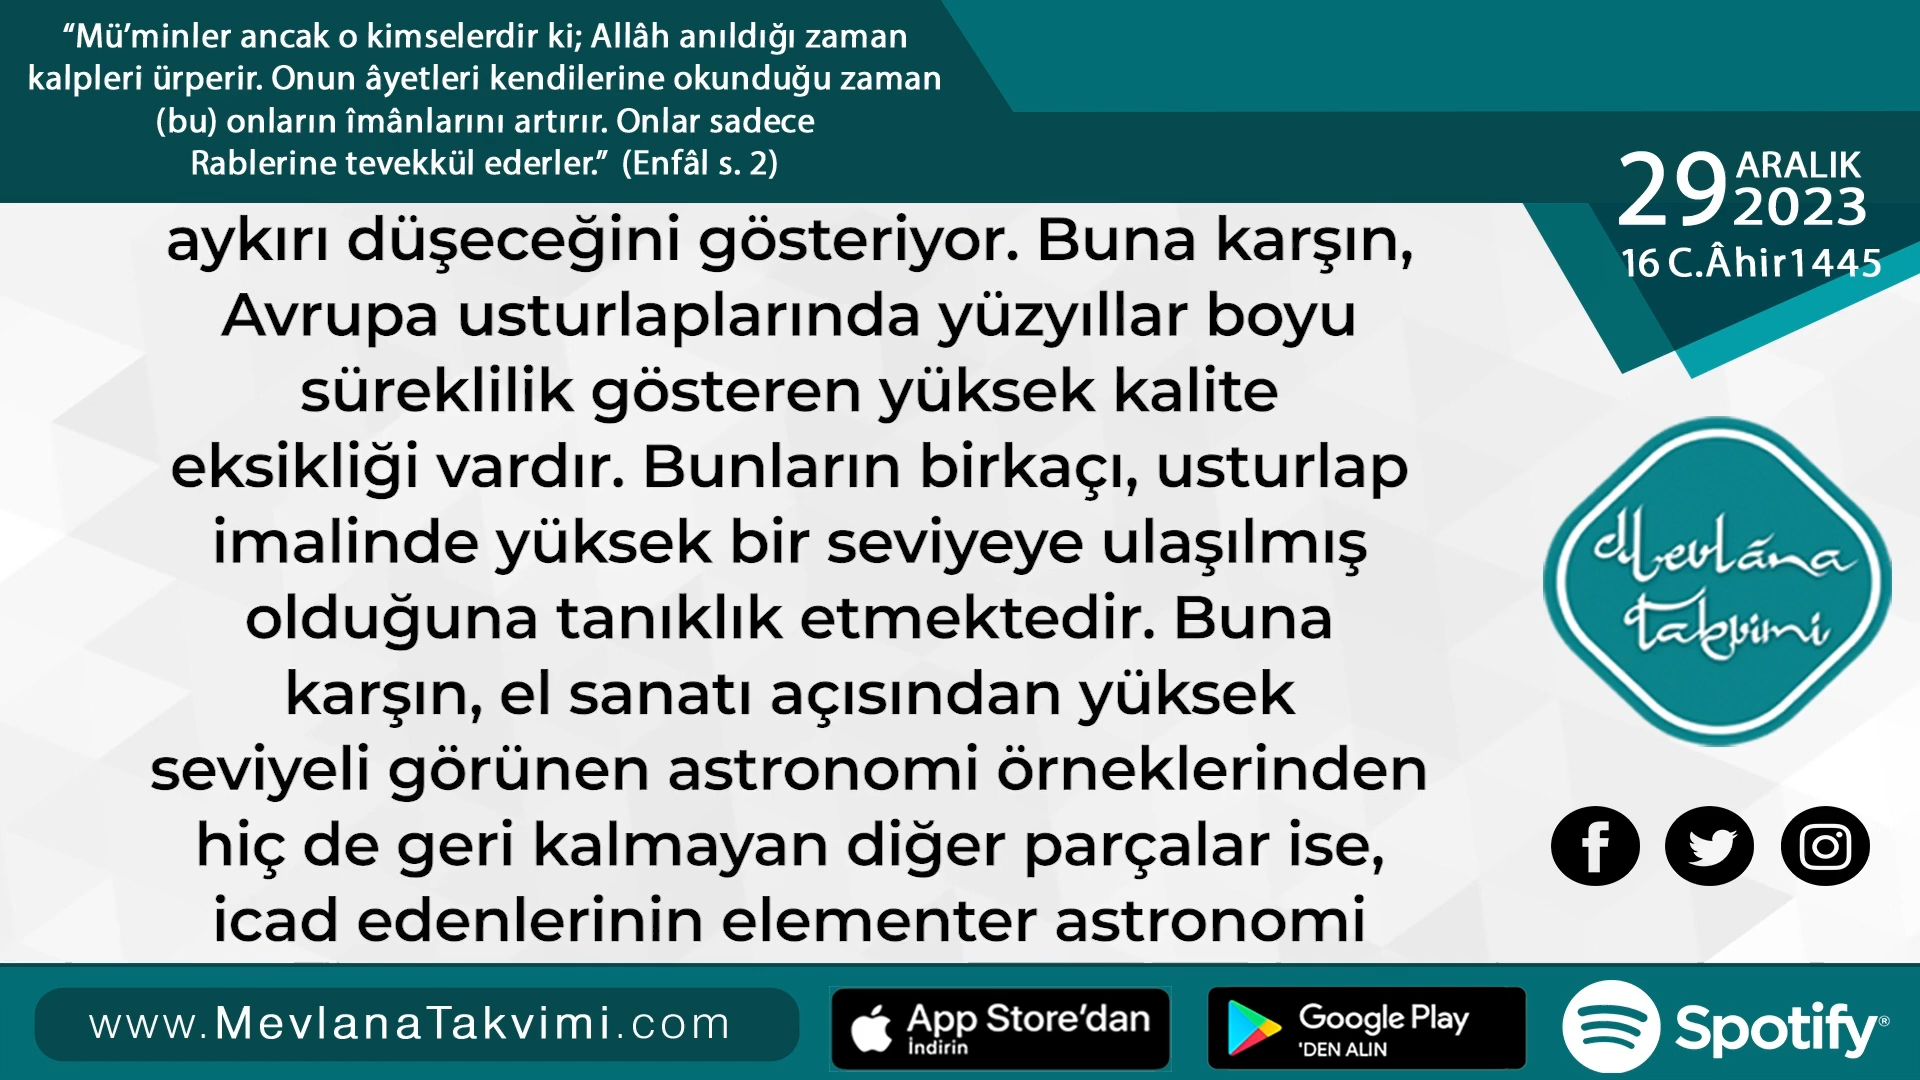 “Mü’minler ancak o kimselerdir ki; Allâh anıldığı zaman
kalpleri ürperir. Onun âyetleri kendilerine okunduğu zaman
(bu) onların îmânlarını artırır. Onlar sadece
Rablerine tevekkül ederler.” (Enfâl s. 2)
29 ARALIK
2023
16 C.Âhir1445
aykırı düşeceğini gösteriyor. Buna karşın,
Avrupa usturlaplarında yüzyıllar boyu
süreklilik gösteren yüksek kalite
eksikliği vardır. Bunların birkaçı, usturlap
imalinde yüksek bir seviyeye ulaşılmış
olduğuna tanıklık etmektedir. Buna
karşın, el sanatı açısından yüksek
seviyeli görünen astronomi örneklerinden
hiç de geri kalmayan diğer parçalar ise,
icad edenlerinin elementer astronomi
Mevlâna
Takvimi
www.MevlanaTakvimi.com
App Store’dan
İndirin
Google Play
'DEN ALIN
Spotify®